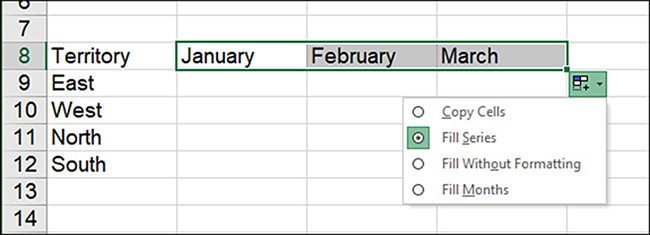 7
8 Territory January February March
9 East
10 West
Copy Cells
11 North
Fill Series
12 South
Fill Without Formatting
13
Fill Months
14